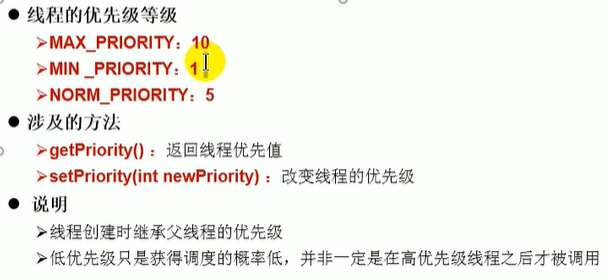 ● 线程的优先级等级
➢MAX_PRIORITY：10
➢MIN _PRIORITY：1
➢NORM_PRIORITY：5
● 涉及的方法
➢getPriority() ：返回线程优先值
➢setPriority(int newPriority) ：改变线程的优先级
● 说明
➢线程创建时继承父线程的优先级
➢低优先级只是获得调度的概率低，并非一定是在高优先级线程之后才被调用